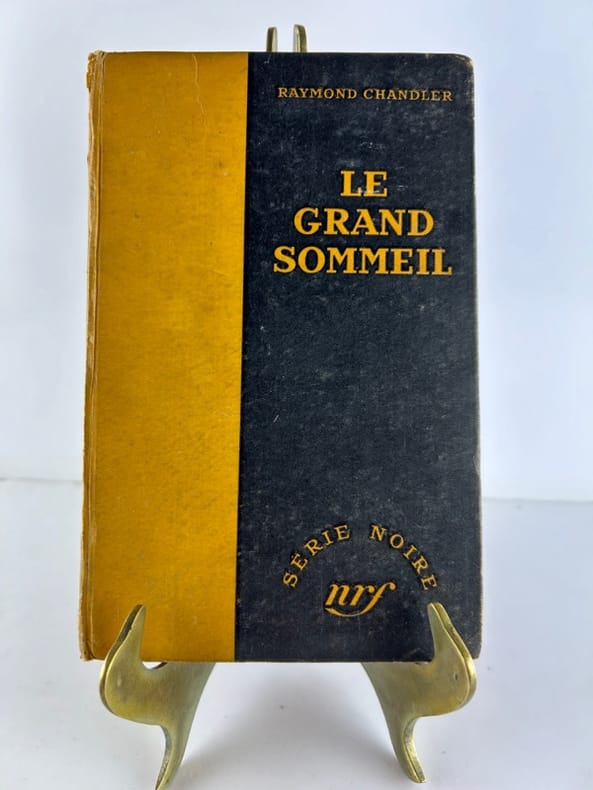 RAYMOND CHANDLER
LE
GRAND
SOMMEIL
SÉRIE NOIRE
nrf